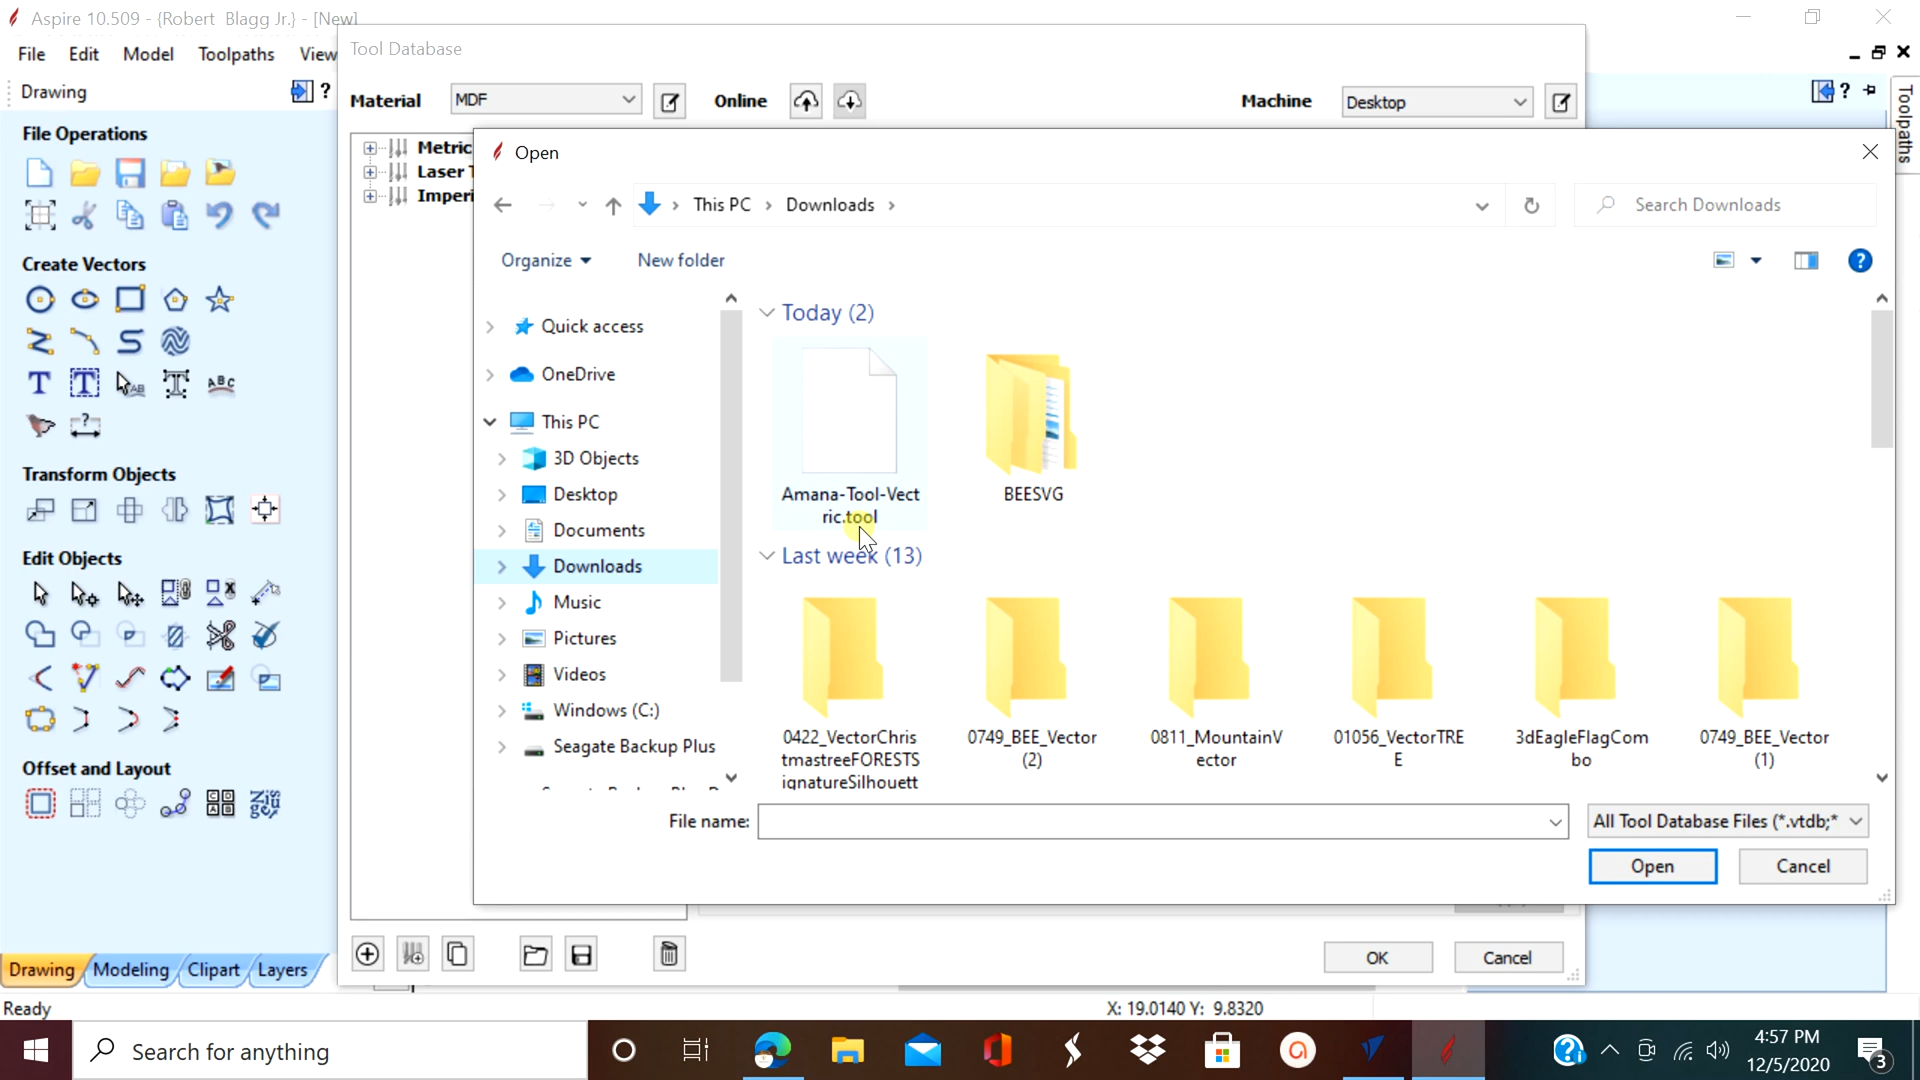 Aspire 10.509 - {Robert Blagg Jr.} - [New]
File Edit Model Toolpaths View
Tool Database
Drawing
Material MDF Online Machine Desktop
Toolpaths
File Operations
Metric
Laser T
Imperi
Open
This PC > Downloads >
Search Downloads
Organize
New folder
Create Vectors
Quick access
OneDrive
This PC
3D Objects
Desktop
Documents
Downloads
Music
Pictures
Videos
Windows (C:)
Seagate Backup Plus
Today (2)
Amana-Tool-Vect
ric.tool
BEESVG
Last week (13)
0422_VectorChris
tmastreeFORESTS
ignatureSilhouett
0749_BEE_Vector
(2)
0811_MountainV
ector
01056_VectorTRE
E
3dEagleFlagCom
bo
0749_BEE_Vector
(1)
Transform Objects
Edit Objects
Offset and Layout
File name:
All Tool Database Files (*.vtdb;*
Open
Cancel
OK
Cancel
Drawing Modeling Clipart Layers
Ready
X: 19.0140 Y: 9.8320
Search for anything
4:57 PM
12/5/2020
3